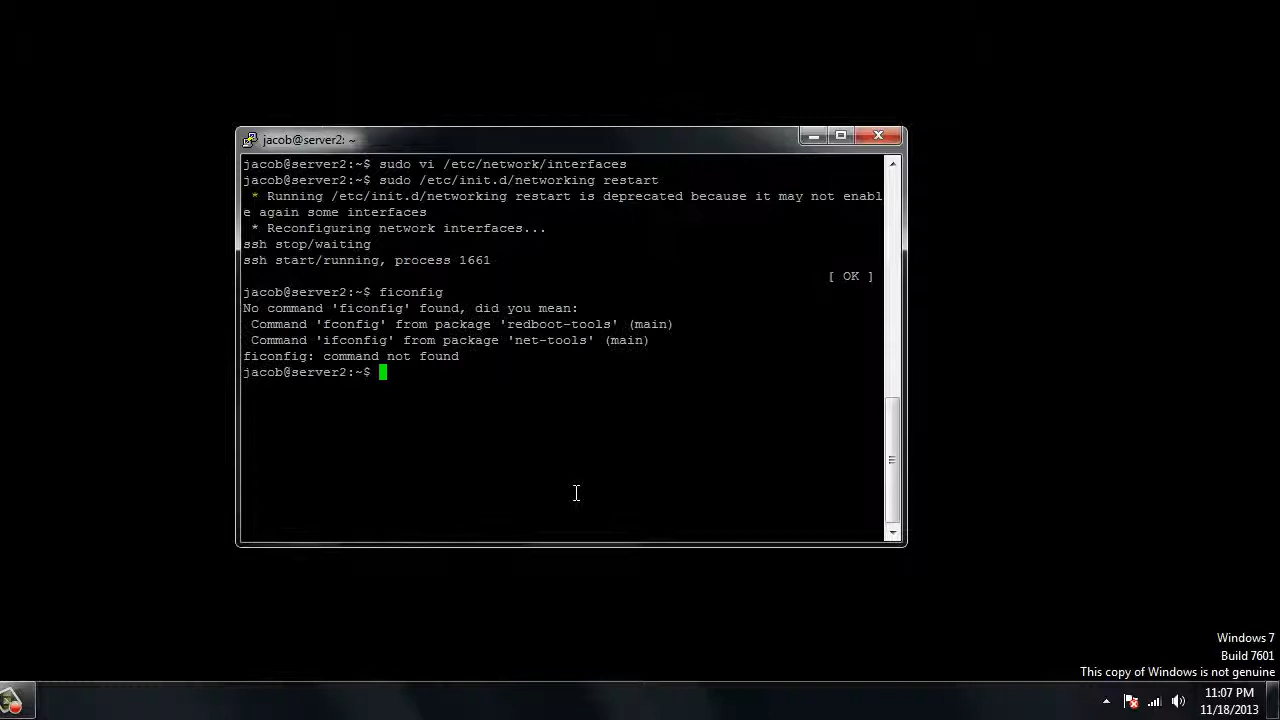 jacob@server2: ~
jacob@server2:~$ sudo vi /etc/network/interfaces
jacob@server2:~$ sudo /etc/init.d/networking restart
 * Running /etc/init.d/networking restart is deprecated because it may not enabl
e again some interfaces
 * Reconfiguring network interfaces...
ssh stop/waiting
ssh start/running, process 1661
[ OK ]
jacob@server2:~$ ficonfig
No command 'ficonfig' found, did you mean:
 Command 'fconfig' from package 'redboot-tools' (main)
 Command 'ifconfig' from package 'net-tools' (main)
ficonfig: command not found
jacob@server2:~$
Windows 7
Build 7601
This copy of Windows is not genuine
11:07 PM
11/18/2013